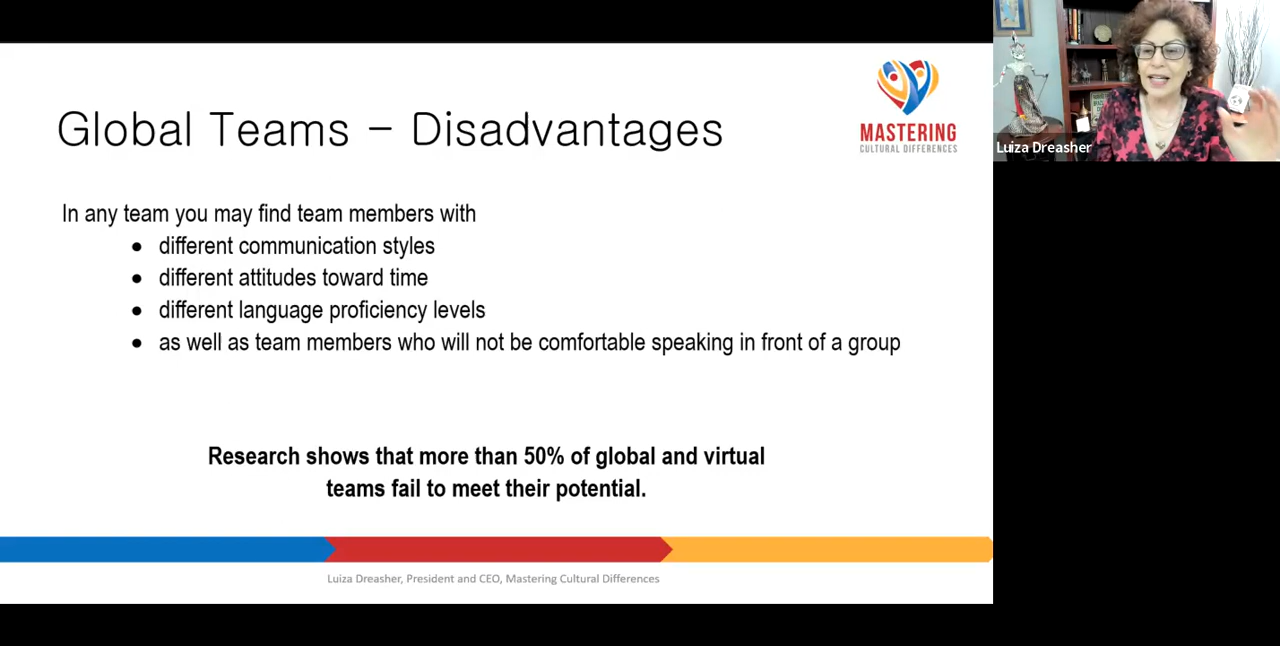 Global Teams – Disadvantages
MASTERING
CULTURAL DIFFERENCES
Luiza Dreasher
In any team you may find team members with
• different communication styles
• different attitudes toward time
• different language proficiency levels
• as well as team members who will not be comfortable speaking in front of a group
Research shows that more than 50% of global and virtual
teams fail to meet their potential.
Luiza Dreasher, President and CEO, Mastering Cultural Differences